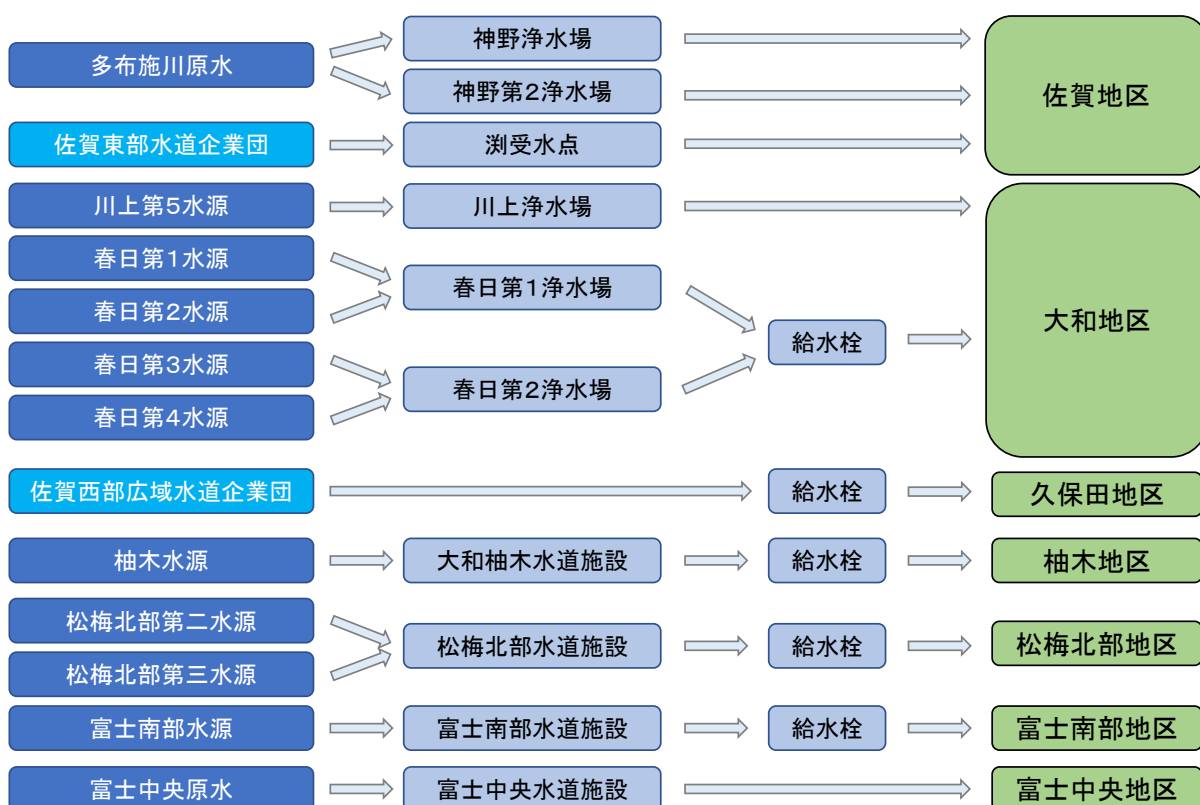 多布施川原水
神野浄水場
神野第2浄水場
佐賀地区
佐賀東部水道企業団
渕受水点
川上第5水源
川上浄水場
春日第1水源
春日第2水源
春日第1浄水場
春日第3水源
春日第4水源
春日第2浄水場
給水栓
大和地区
佐賀西部広域水道企業団
給水栓
久保田地区
柚木水源
大和柚木水道施設
給水栓
柚木地区
松梅北部第二水源
松梅北部第三水源
松梅北部水道施設
給水栓
松梅北部地区
富士南部水源
富士南部水道施設
給水栓
富士南部地区
富士中央原水
富士中央水道施設
富士中央地区